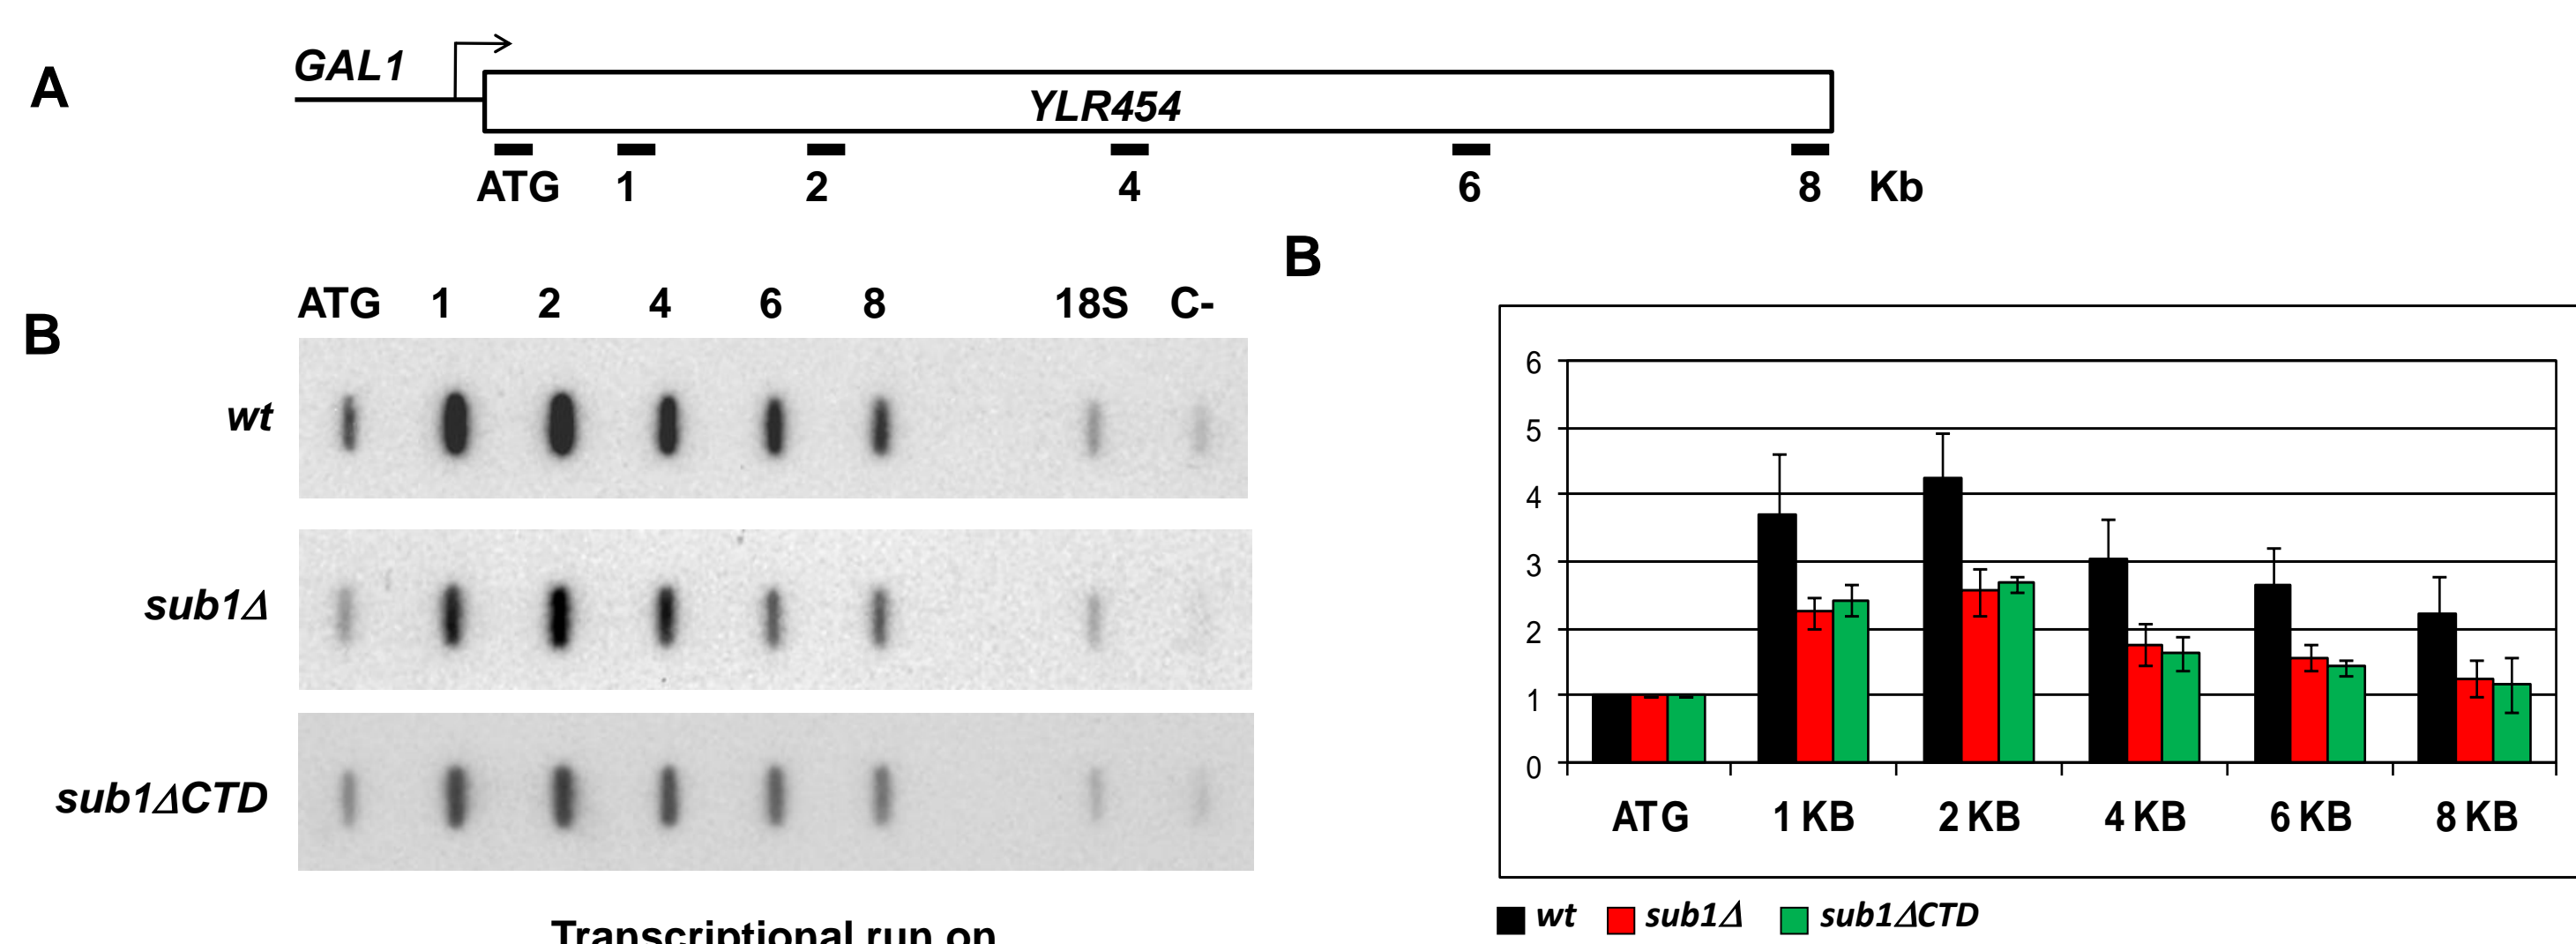 A
GAL1
YLR454
ATG 1 2 4 6 8 Kb
B
ATG 1 2 4 6 8 18S C-
B
wt
sub1Δ
sub1ΔCTD
Transcriptional run on
6
5
4
3
2
1
0
ATG 1 KB 2 KB 4 KB 6 KB 8 KB
wt sub1Δ sub1ΔCTD